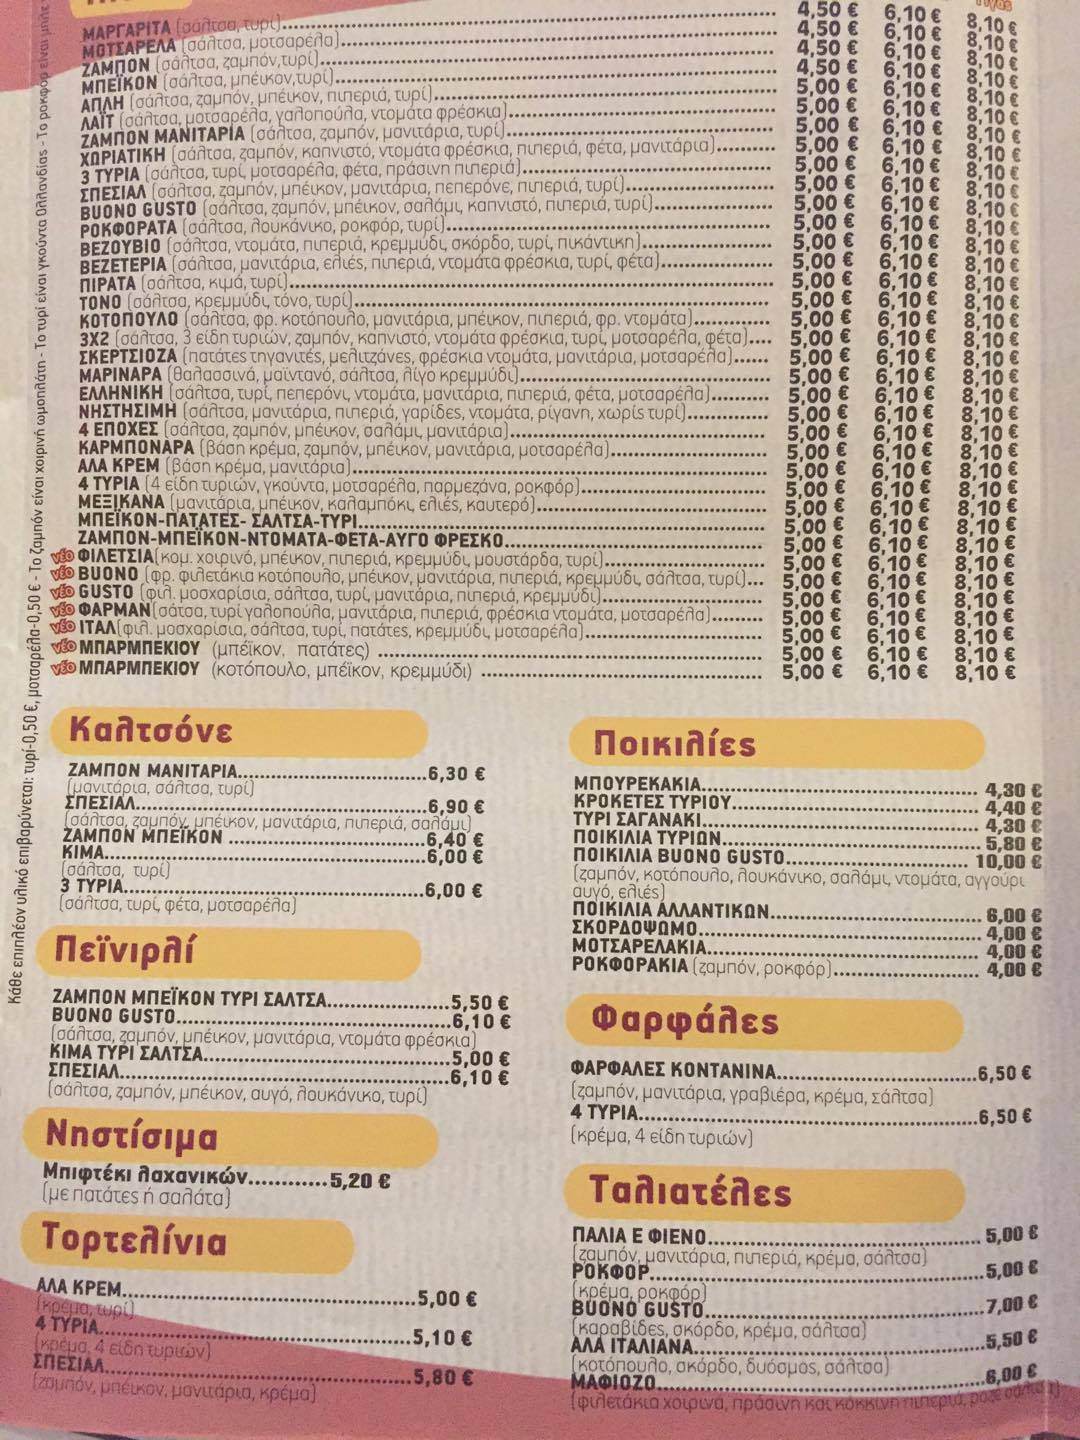 ΜΑΡΓΑΡΙΤΑ (σάλτσα, τυρί)... 4,50 € 6,10 € 8,10 €
ΜΟΤΣΑΡΕΛΑ (σάλτσα, μοτσαρέλα)... 4,50 € 6,10 € 8,10 €
ΖΑΜΠΟΝ (σάλτσα, ζαμπόν,τυρί)... 4,50 € 6,10 € 8,10 €
ΜΠΕΪΚΟΝ (σάλτσα, μπέικον,τυρί)... 4,50 € 6,10 € 8,10 €
ΑΠΛΗ (σάλτσα, ζαμπόν, μπέικον, πιπεριά, τυρί)... 5,00 € 6,10 € 8,10 €
ΛΑΪΤ (σάλτσα, μοτσαρέλα, γαλοπούλα, ντομάτα φρέσκια)... 5,00 € 6,10 € 8,10 €
ΖΑΜΠΟΝ ΜΑΝΙΤΑΡΙΑ (σάλτσα, ζαμπόν, μανιτάρια, τυρί)... 5,00 € 6,10 € 8,10 €
ΧΩΡΙΑΤΙΚΗ (σάλτσα, ζαμπόν, καπνιστό, ντομάτα φρέσκια, πιπεριά, φέτα, μανιτάρια)... 5,00 € 6,10 € 8,10 €
3 ΤΥΡΙΑ (σάλτσα, τυρί, μοτσαρέλα, φέτα, πράσινη πιπεριά)... 5,00 € 6,10 € 8,10 €
ΣΠΕΣΙΑΛ (σάλτσα, ζαμπόν, μπέικον, μανιτάρια, πεπερόνε, πιπεριά, τυρί)... 5,00 € 6,10 € 8,10 €
BUONO GUSTO (σάλτσα, ζαμπόν, μπέικον, σαλάμι, καπνιστό, πιπεριά, τυρί)... 5,00 € 6,10 € 8,10 €
ΡΟΚΦΟΡΑΤΑ (σάλτσα, λουκάνικο, ροκφόρ, τυρί)... 5,00 € 6,10 € 8,10 €
ΒΕΖΟΥΒΙΟ (σάλτσα, ντομάτα, πιπεριά, κρεμμύδι, σκόρδο, τυρί, πικάντικη)... 5,00 € 6,10 € 8,10 €
ΒΕΖΕΤΕΡΙΑ (σάλτσα, μανιτάρια, ελιές, πιπεριά, ντομάτα φρέσκια, τυρί, φέτα)... 5,00 € 6,10 € 8,10 €
ΠΙΡΑΤΑ (σάλτσα, κιμά, τυρί)... 5,00 € 6,10 € 8,10 €
ΤΟΝΟ (σάλτσα, κρεμμύδι, τόνο, τυρί)... 5,00 € 6,10 € 8,10 €
ΚΟΤΟΠΟΥΛΟ (σάλτσα, φρ. κοτόπουλο, μανιτάρια, μπέικον, πιπεριά, φρ. ντομάτα)... 5,00 € 6,10 € 8,10 €
3Χ2 (σάλτσα, 3 είδη τυριών, ζαμπόν, καπνιστό, ντομάτα φρέσκια, τυρί, μοτσαρέλα, φέτα)... 5,00 € 6,10 € 8,10 €
ΣΚΕΡΤΣΙΟΖΑ (πατάτες τηγανιτές, μελιτζάνες, φρέσκια ντομάτα, μανιτάρια, μοτσαρέλα)... 5,00 € 6,10 € 8,10 €
ΜΑΡΙΝΑΡΑ (θαλασσινά, μαϊντανό, σάλτσα, λίγο κρεμμύδι)... 5,00 € 6,10 € 8,10 €
ΕΛΛΗΝΙΚΗ (σάλτσα, τυρί, πεπερόνι, ντομάτα, μανιτάρια, πιπεριά, φέτα, μοτσαρέλα)... 5,00 € 6,10 € 8,10 €
ΝΗΣΤΗΣΙΜΗ (σάλτσα, μανιτάρια, πιπεριά, γαρίδες, ντομάτα, ρίγανη, χωρίς τυρί)... 5,00 € 6,10 € 8,10 €
4 ΕΠΟΧΕΣ (σάλτσα, ζαμπόν, μπέικον, σαλάμι, μανιτάρια)... 5,00 € 6,10 € 8,10 €
ΚΑΡΜΠΟΝΑΡΑ (βάση κρέμα, ζαμπόν, μπέικον, μανιτάρια, μοτσαρέλα)... 5,00 € 6,10 € 8,10 €
ΑΛΑ ΚΡΕΜ (βάση κρέμα, μανιτάρια)... 5,00 € 6,10 € 8,10 €
4 ΤΥΡΙΑ (4 είδη τυριών, γκούντα, μοτσαρέλα, παρμεζάνα, ροκφόρ)... 5,00 € 6,10 € 8,10 €
ΜΕΞΙΚΑΝΑ (μανιτάρια, μπέικον, καλαμπόκι, ελιές, καυτερό)... 5,00 € 6,10 € 8,10 €
ΜΠΕΪΚΟΝ-ΠΑΤΑΤΕΣ- ΣΑΛΤΣΑ-ΤΥΡΙ... 5,00 € 6,10 € 8,10 €
ΖΑΜΠΟΝ-ΜΠΕΪΚΟΝ-ΝΤΟΜΑΤΑ-ΦΕΤΑ-ΑΥΓΟ ΦΡΕΣΚΟ... 5,00 € 6,10 € 8,10 €
νέο ΦΙΛΕΤΣΙΑ(κομ. χοιρινό, μπέικον, πιπεριά, κρεμμύδι, μουστάρδα, τυρί)... 5,00 € 6,10 € 8,10 €
νέο BUONO (φρ. φιλετάκια κοτόπουλο, μπέικον, μανιτάρια, πιπεριά, κρεμμύδι, σάλτσα, τυρί)... 5,00 € 6,10 € 8,10 €
νέο GUSTO (φιλ. μοσχαρίσια, σάλτσα, τυρί, μανιτάρια, πιπεριά, κρεμμύδι)... 5,00 € 6,10 € 8,10 €
νέο ΦΑΡΜΑΝ(σάτσα, τυρί γαλοπούλα, μανιτάρια, πιπεριά, φρέσκια ντομάτα, μοτσαρέλα)... 5,00 € 6,10 € 8,10 €
νέο ΙΤΑΛ(φιλ. μοσχαρίσια, σάλτσα, τυρί, πατάτες, κρεμμύδι, μοτσαρέλα)... 5,00 € 6,10 € 8,10 €
νέο ΜΠΑΡΜΠΕΚΙΟΥ (μπέϊκον, πατάτες) ... 5,00 € 6,10 € 8,10 €
νέο ΜΠΑΡΜΠΕΚΙΟΥ (κοτόπουλο, μπέϊκον, κρεμμύδι) ... 5,00 € 6,10 € 8,10 €
Κάθε επιπλέον υλικό επιβαρύνεται: τυρί-0,50 €, μοτσαρέλα-0,50 € - Το ζαμπόν είναι χοιρινή ωμοπλάτη - Το τυρί είναι γκούντα Ολλανδίας - Το ροκφόρ είναι μπλε
Καλτσόνε
ΖΑΜΠΟΝ ΜΑΝΙΤΑΡΙΑ...6,30 €
(μανιτάρια, σάλτσα, τυρί)
ΣΠΕΣΙΑΛ...6,90 €
(σάλτσα, ζαμπόν, μπέικον, μανιτάρια, πιπεριά, σαλάμι)
ΖΑΜΠΟΝ ΜΠΕΪΚΟΝ ...6,40 €
ΚΙΜΑ...6,00 €
(σάλτσα, τυρί)
3 ΤΥΡΙΑ...6,00 €
(σάλτσα, τυρί, φέτα, μοτσαρέλα)
Πεϊνιρλί
ΖΑΜΠΟΝ ΜΠΕΪΚΟΝ ΤΥΡΙ ΣΑΛΤΣΑ...5,50 €
BUONO GUSTO...6,10 €
(σάλτσα, ζαμπόν, μπέικον, μανιτάρια, ντομάτα φρέσκια)
ΚΙΜΑ ΤΥΡΙ ΣΑΛΤΣΑ...5,00 €
ΣΠΕΣΙΑΛ...6,10 €
(σάλτσα, ζαμπόν, μπέικον, αυγό, λουκάνικο, τυρί)
Νηστίσιμα
Μπιφτέκι λαχανικών...5,20 €
(με πατάτες ή σαλάτα)
Τορτελίνια
ΑΛΑ ΚΡΕΜ...5,00 €
(κρέμα, τυρί)
4 ΤΥΡΙΑ...5,10 €
(κρέμα, 4 είδη τυριών)
ΣΠΕΣΙΑΛ...5,80 €
(ζαμπόν, μπέικον, μανιτάρια, κρέμα)
Ποικιλίες
ΜΠΟΥΡΕΚΑΚΙΑ... 4,30 €
ΚΡΟΚΕΤΕΣ ΤΥΡΙΟΥ... 4,40 €
ΤΥΡΙ ΣΑΓΑΝΑΚΙ... 4,30 €
ΠΟΙΚΙΛΙΑ ΤΥΡΙΩΝ... 5,80 €
ΠΟΙΚΙΛΙΑ BUONO GUSTO... 10,00 €
(ζαμπόν, κοτόπουλο, λουκάνικο, σαλάμι, ντομάτα, αγγούρι
αυγό, ελιές)
ΠΟΙΚΙΛΙΑ ΑΛΛΑΝΤΙΚΩΝ... 6,00 €
ΣΚΟΡΔΟΨΩΜΟ... 4,00 €
ΜΟΤΣΑΡΕΛΑΚΙΑ... 4,00 €
ΡΟΚΦΟΡΑΚΙΑ (ζαμπόν, ροκφόρ)... 4,00 €
Φαρφάλες
ΦΑΡΦΑΛΕΣ ΚΟΝΤΑΝΙΝΑ...6,50 €
(ζαμπόν, μανιτάρια, γραβιέρα, κρέμα, Σάλτσα)
4 ΤΥΡΙΑ...6,50 €
(κρέμα, 4 είδη τυριών)
Ταλιατέλες
ΠΑΛΙΑ Ε ΦΙΕΝΟ... 5,00 €
(ζαμπόν, μανιτάρια, πιπεριά, κρέμα, σάλτσα)
ΡΟΚΦΟΡ...5,00 €
(κρέμα, ροκφόρ)
BUONO GUSTO...7,00 €
(καραβίδες, σκόρδο, κρέμα, σάλτσα)
ΑΛΑ ΙΤΑΛΙΑΝΑ...5,50 €
(κοτόπουλο, σκόρδο, δυόσμος, σάλτσα)
ΜΑΦΙΟΖΟ...6,00 €
(φιλετάκια χοιρινά, πράσινη και κόκκινη πιπεριά, ροζέ σάλτσα)